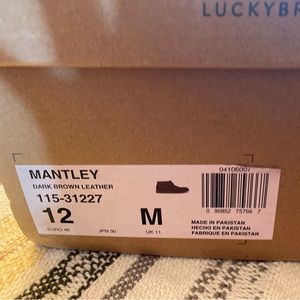 LUCKYBR
MANTLEY
DARK BROWN LEATHER
115-31227
12 M
EURO 46 JPN 30 UK 11
04106007
0 96852 75766 7
MADE IN PAKISTAN
HECHO EN PAKISTAN
FABRIQUE EN PAKISTAN